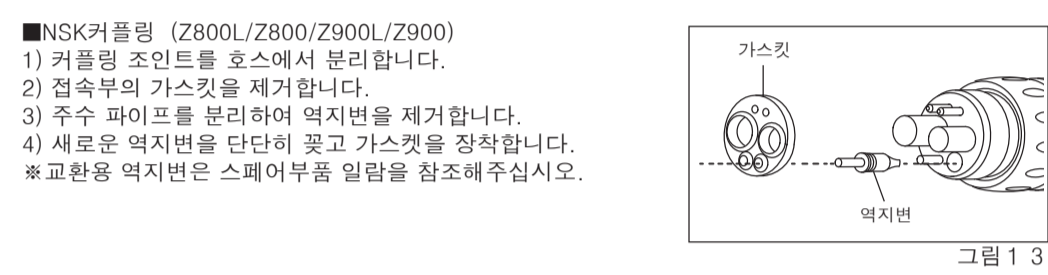 ■NSK커플링 (Z800L/Z800/Z900L/Z900)
1) 커플링 조인트를 호스에서 분리합니다.
2) 접속부의 가스킷을 제거합니다.
3) 주수 파이프를 분리하여 역지변을 제거합니다.
4) 새로운 역지변을 단단히 꽂고 가스켓을 장착합니다.
※교환용 역지변은 스페어부품 일람을 참조해주십시오.
가스킷
역지변
그림 1 3